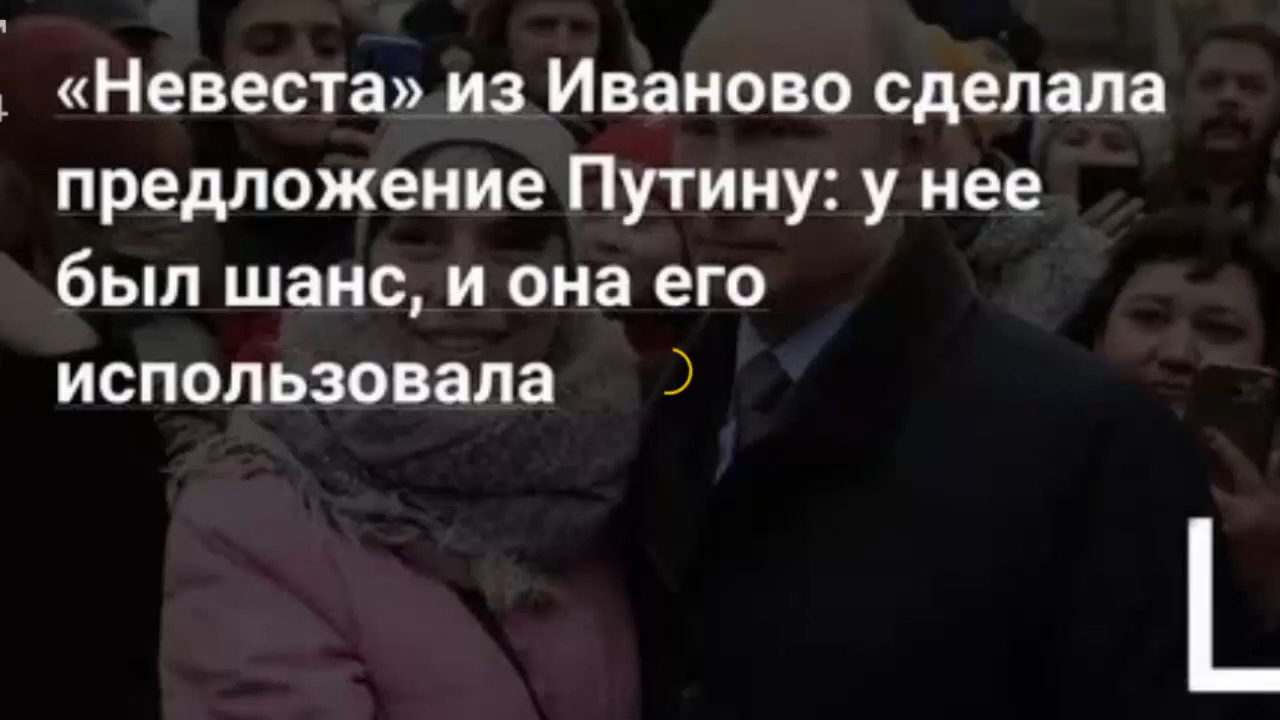 «Невеста» из Иваново сделала
предложение Путину: у нее
был шанс, и она его
использовала